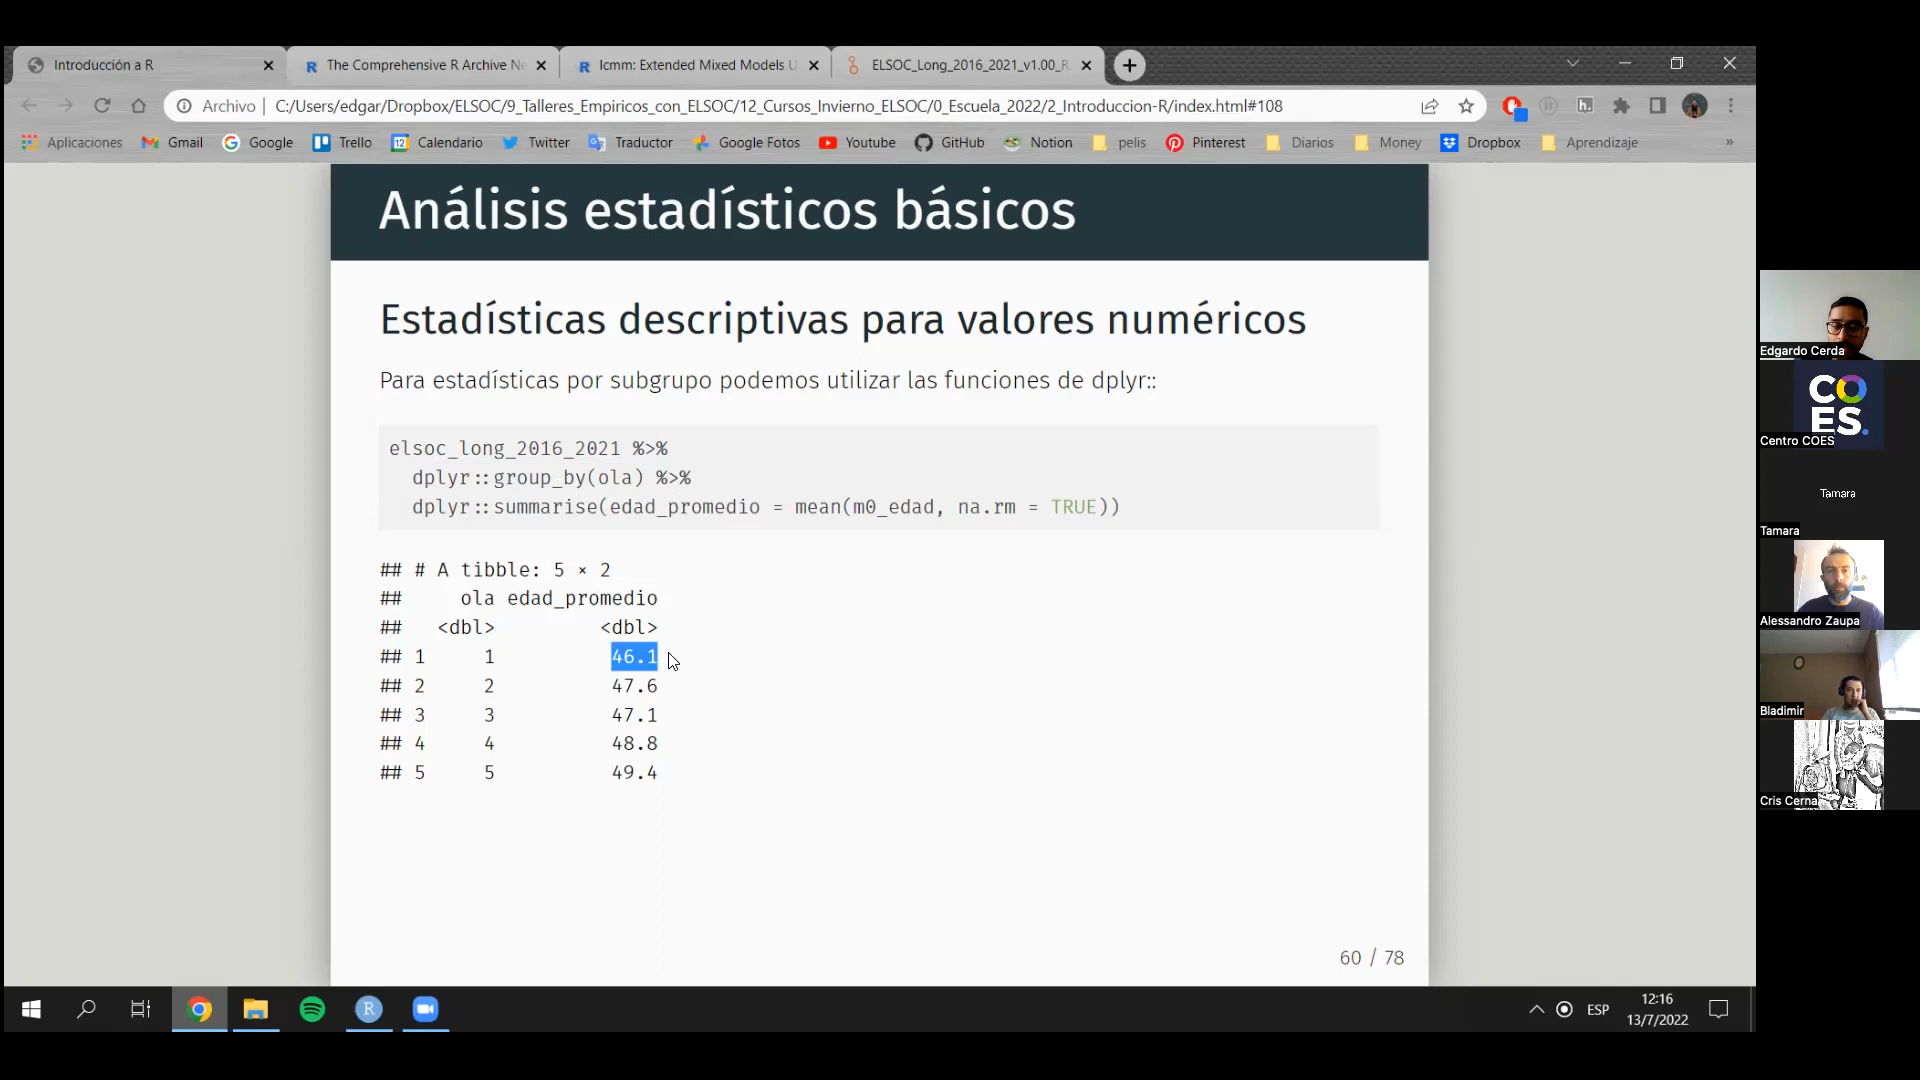 Introducción a R
The Comprehensive R Archive Ne
lcmm: Extended Mixed Models U
ELSOC_Long_2016_2021_v1.00_R
Archivo | C:/Users/edgar/Dropbox/ELSOC/9_Talleres_Empiricos_con_ELSOC/12_Cursos_Invierno_ELSOC/0_Escuela_2022/2_Introduccion-R/index.html#108
Aplicaciones Gmail Google Trello Calendario Twitter Traductor Google Fotos Youtube GitHub Notion pelis Pinterest Diarios Money Dropbox Aprendizaje »
Análisis estadísticos básicos
Estadísticas descriptivas para valores numéricos
Para estadísticas por subgrupo podemos utilizar las funciones de dplyr::
elsoc_long_2016_2021 %>%
dplyr::group_by(ola) %>%
dplyr::summarise(edad_promedio = mean(m0_edad, na.rm = TRUE))
## # A tibble: 5 × 2
## ola edad_promedio
## <dbl> <dbl>
## 1 1 46.1
## 2 2 47.6
## 3 3 47.1
## 4 4 48.8
## 5 5 49.4
60 / 78
Edgardo Cerda
COES.
Centro COES
Tamara
Tamara
Alessandro Zaupa
Bladimir
Cris Cerna
ESP
12:16
13/7/2022